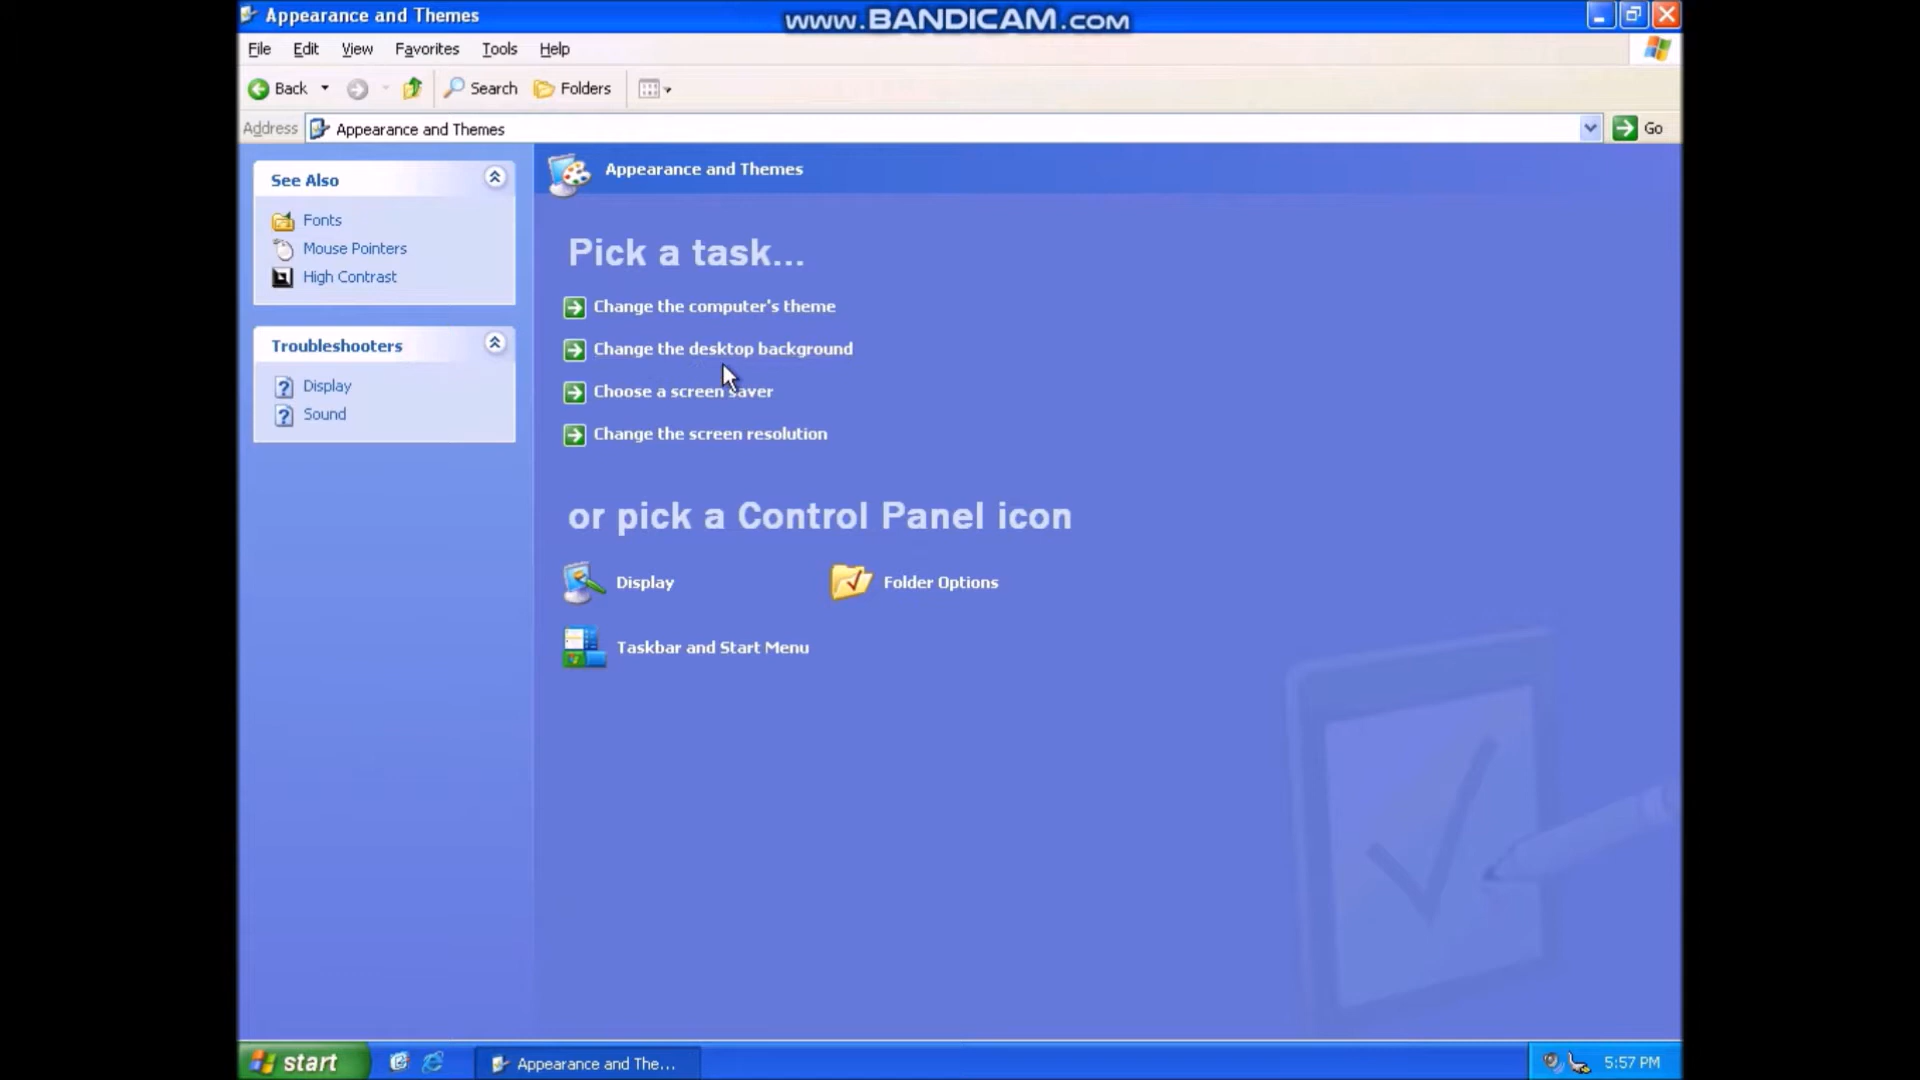 Appearance and Themes
www.BANDICAM.com
File Edit View Favorites Tools Help
Back Search Folders
Address Appearance and Themes Go
See Also
Fonts
Mouse Pointers
High Contrast
Troubleshooters
Display
Sound
Appearance and Themes
Pick a task...
Change the computer's theme
Change the desktop background
Choose a screen saver
Change the screen resolution
or pick a Control Panel icon
Display Folder Options
Taskbar and Start Menu
start Appearance and The... 5:57 PM